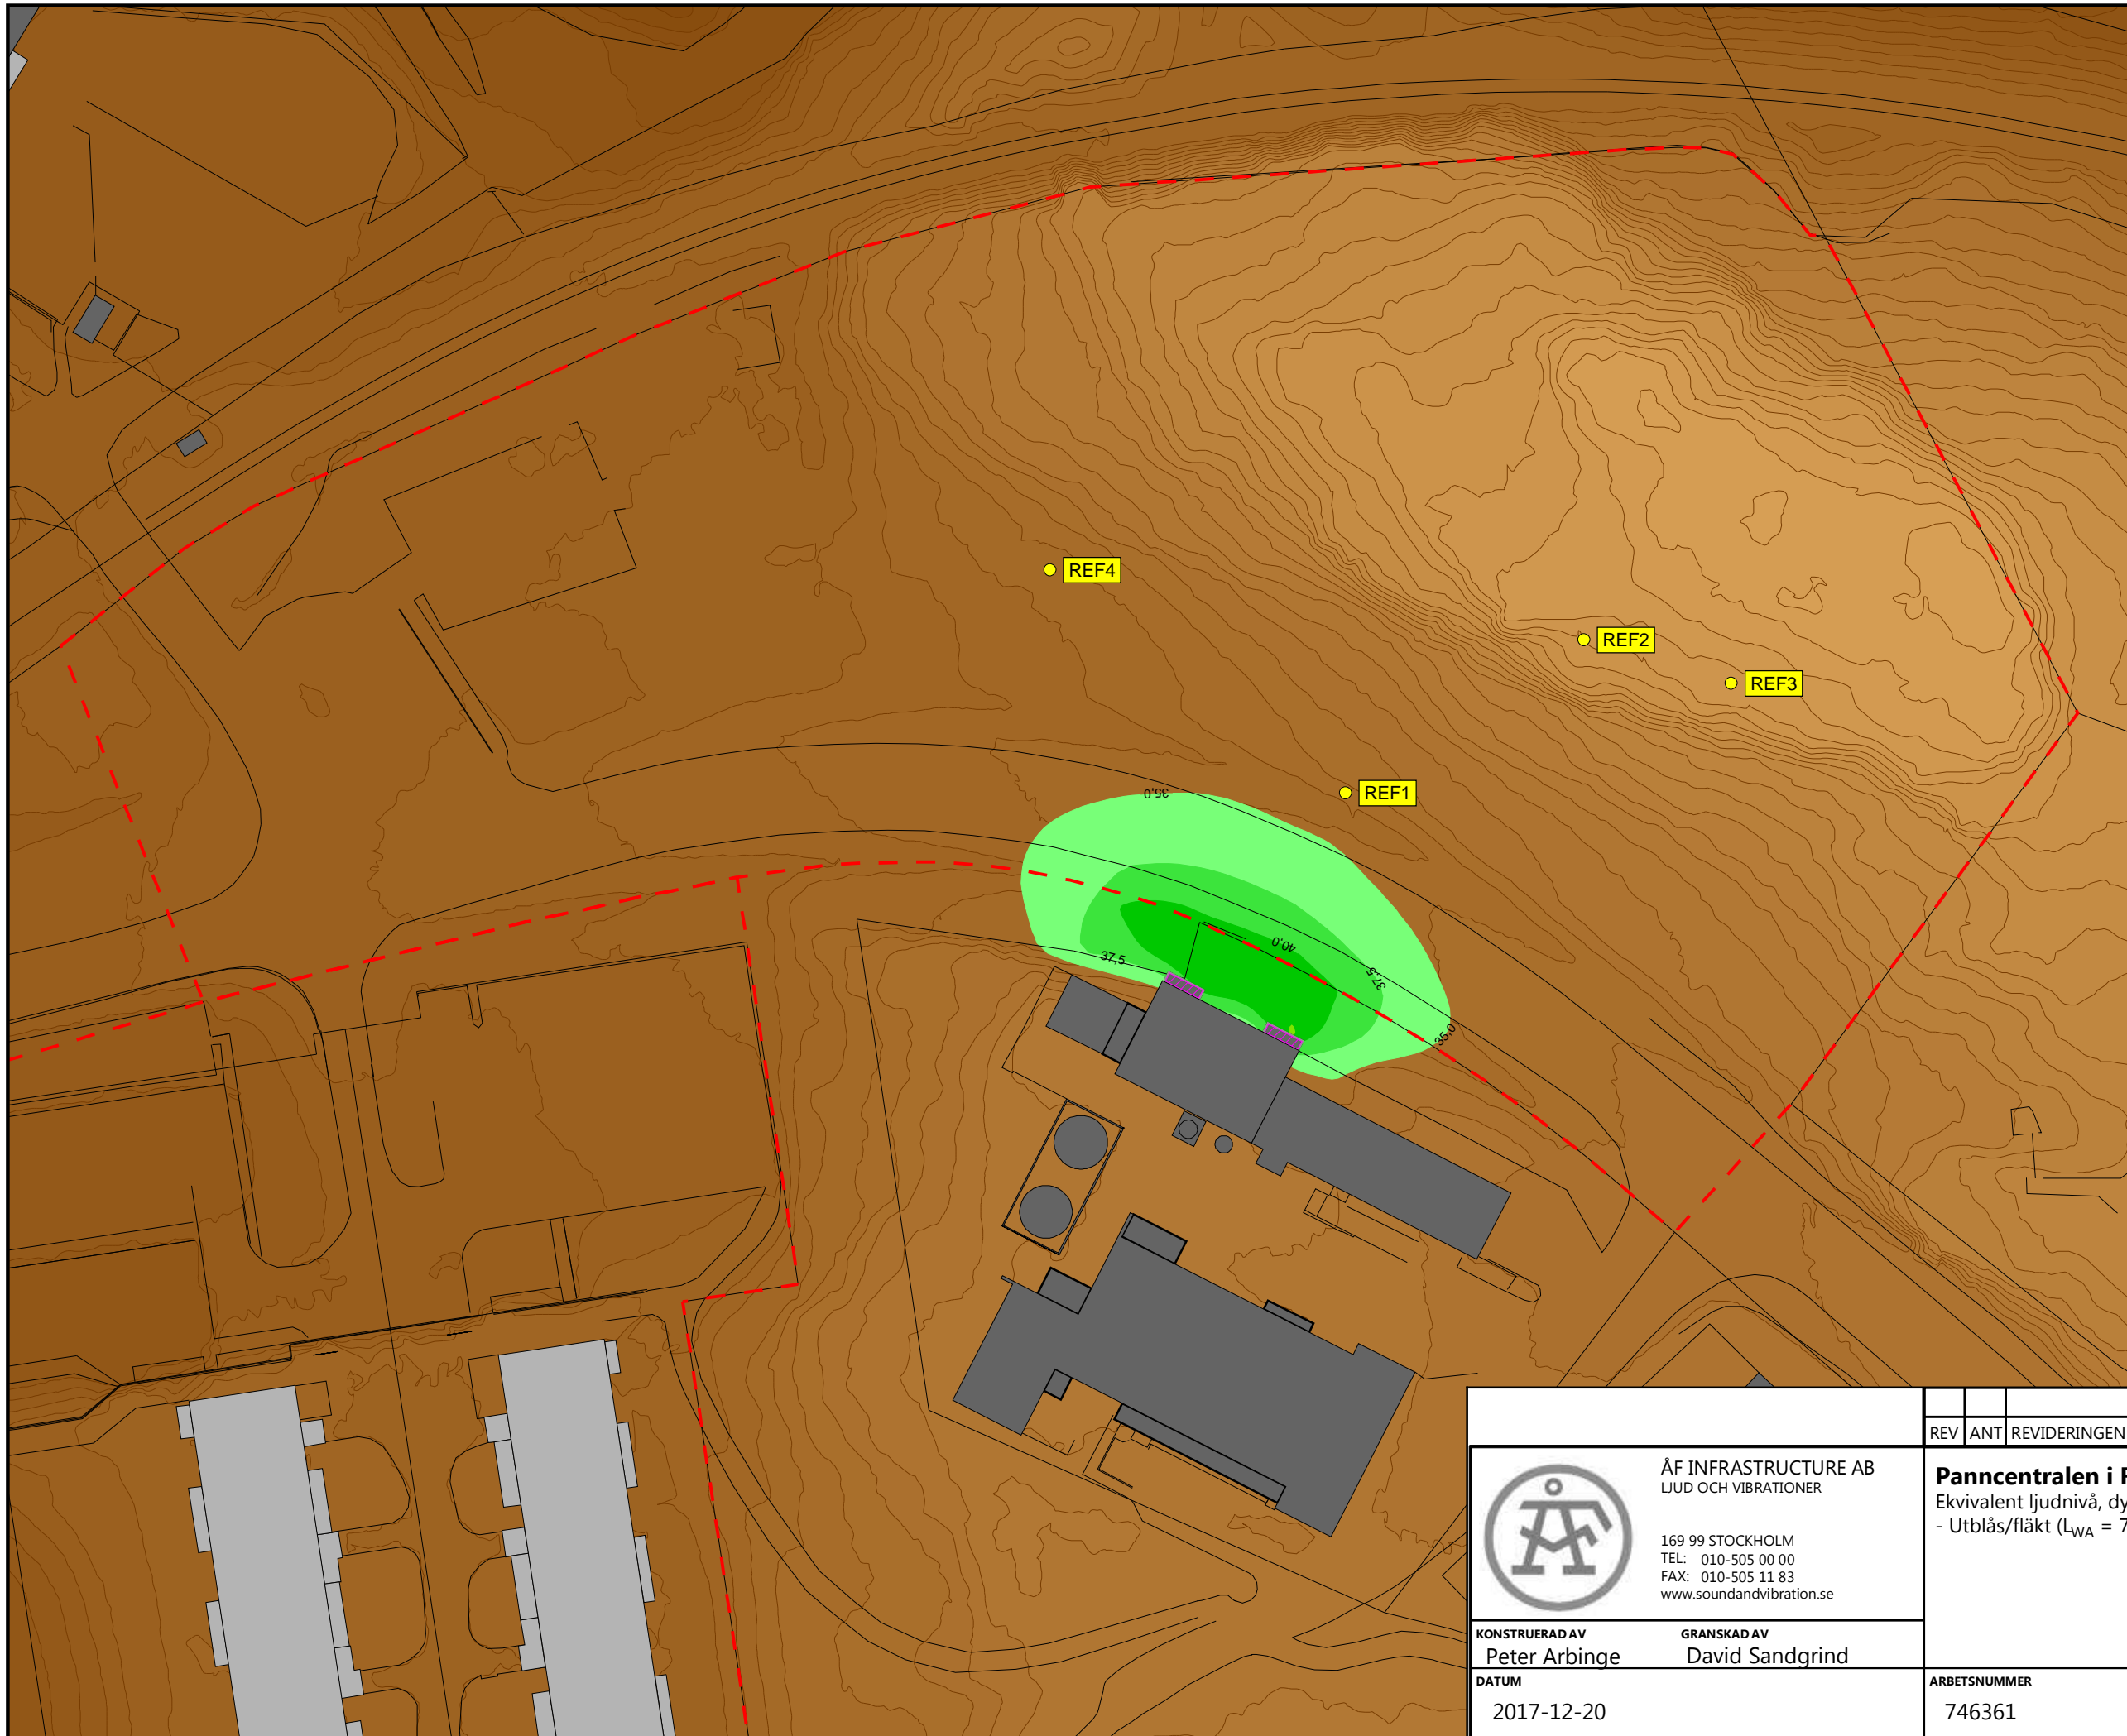 REF4
REF2
REF3
REF1
35,0
40,0
37,5
37,5
35,0
REV ANT REVIDERINGEN
ÅF
ÅF INFRASTRUCTURE AB
LJUD OCH VIBRATIONER
169 99 STOCKHOLM
TEL: 010-505 00 00
FAX: 010-505 11 83
www.soundandvibration.se
Panncentralen i F
Ekvivalent ljudnivå, dy
- Utblås/fläkt (LWA = 7
KONSTRUERAD AV GRANSKAD AV
Peter Arbinge David Sandgrind
DATUM
2017-12-20
ARBETSNUMMER
746361